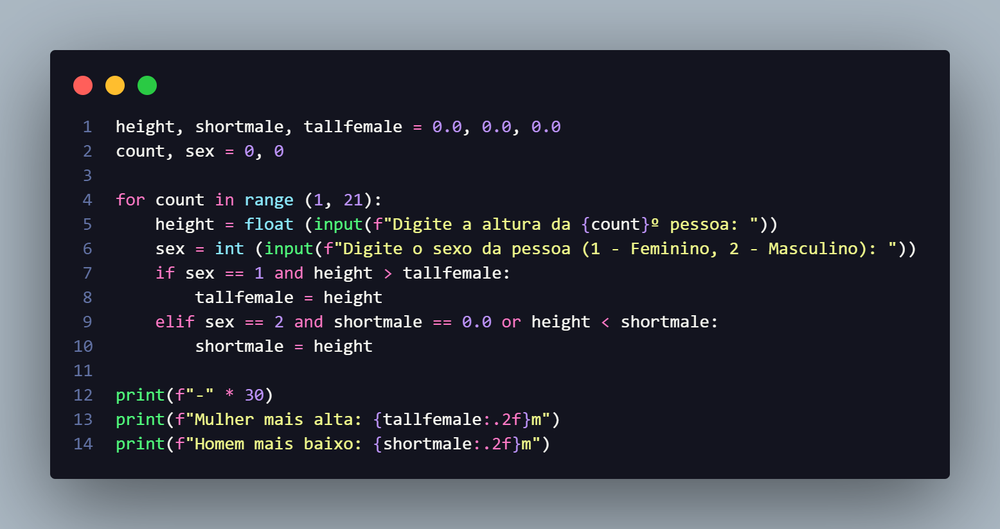 1 height, shortmale, tallfemale = 0.0, 0.0, 0.0
2 count, sex = 0, 0
3
4 for count in range (1, 21):
5     height = float (input(f"Digite a altura da {count}º pessoa: "))
6     sex = int (input(f"Digite o sexo da pessoa (1 - Feminino, 2 - Masculino): "))
7     if sex == 1 and height > tallfemale:
8         tallfemale = height
9     elif sex == 2 and shortmale == 0.0 or height < shortmale:
10         shortmale = height
11
12 print(f"-" * 30)
13 print(f"Mulher mais alta: {tallfemale:.2f}m")
14 print(f"Homem mais baixo: {shortmale:.2f}m")